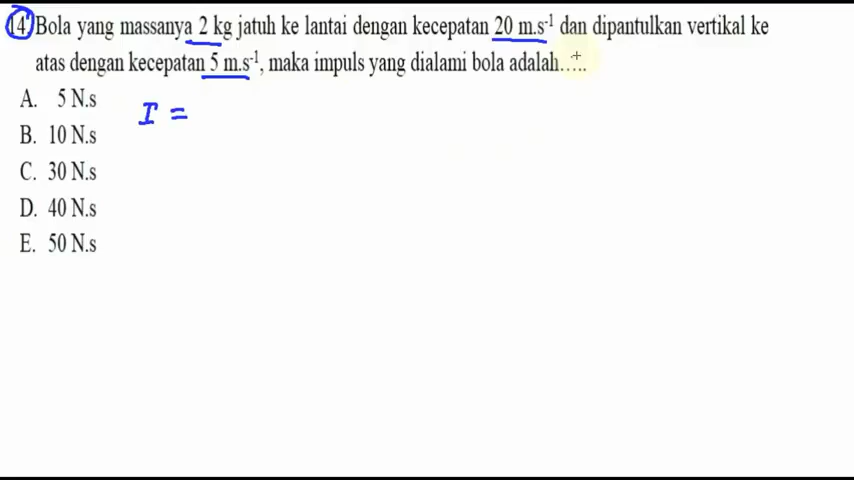 14. Bola yang massanya 2 kg jatuh ke lantai dengan kecepatan 20 m.s-1 dan dipantulkan vertikal ke
atas dengan kecepatan 5 m.s-1, maka impuls yang dialami bola adalah.....
A. 5 N.s
I =
B. 10 N.s
C. 30 N.s
D. 40 N.s
E. 50 N.s